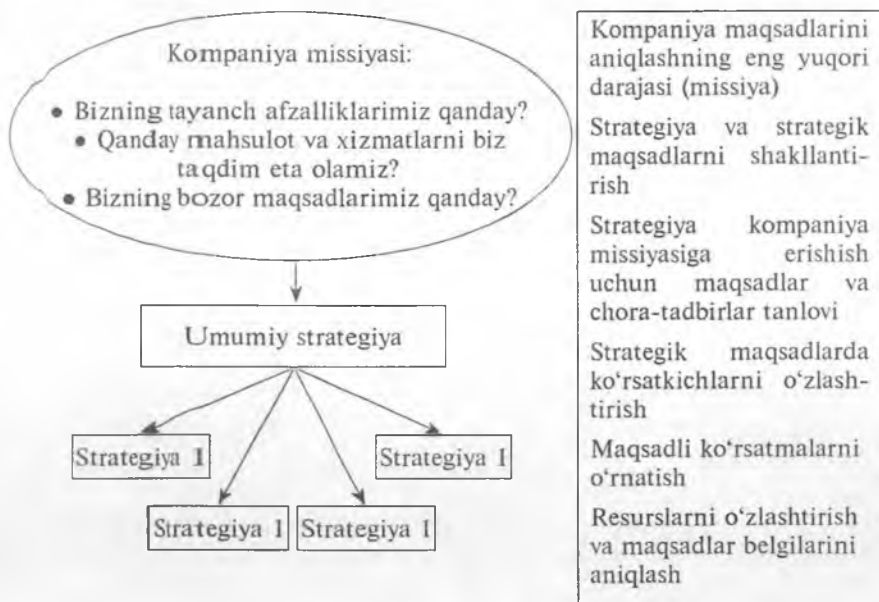 Kompaniya missiyasi:
● Bizning tayanch afzalliklarimiz qanday?
● Qanday mahsulot va xizmatlarni biz
taqdim eta olamiz?
● Bizning bozor maqsadlarimiz qanday?
Umumiy strategiya
Strategiya 1
Strategiya 1
Strategiya 1
Strategiya 1
Kompaniya maqsadlarini
aniqlashning eng yuqori
darajasi (missiya)
Strategiya va strategik
maqsadlarni shakllanti-
rish
Strategiya kompaniya
missiyasiga erishish
uchun maqsadlar va
chora-tadbirlar tanlovi
Strategik maqsadlarda
ko‘rsatkichlarni o‘zlash-
tirish
Maqsadli ko‘rsatmalarni
o‘rnatish
Resurslarni o‘zlashtirish
va maqsadlar belgilarini
aniqlash